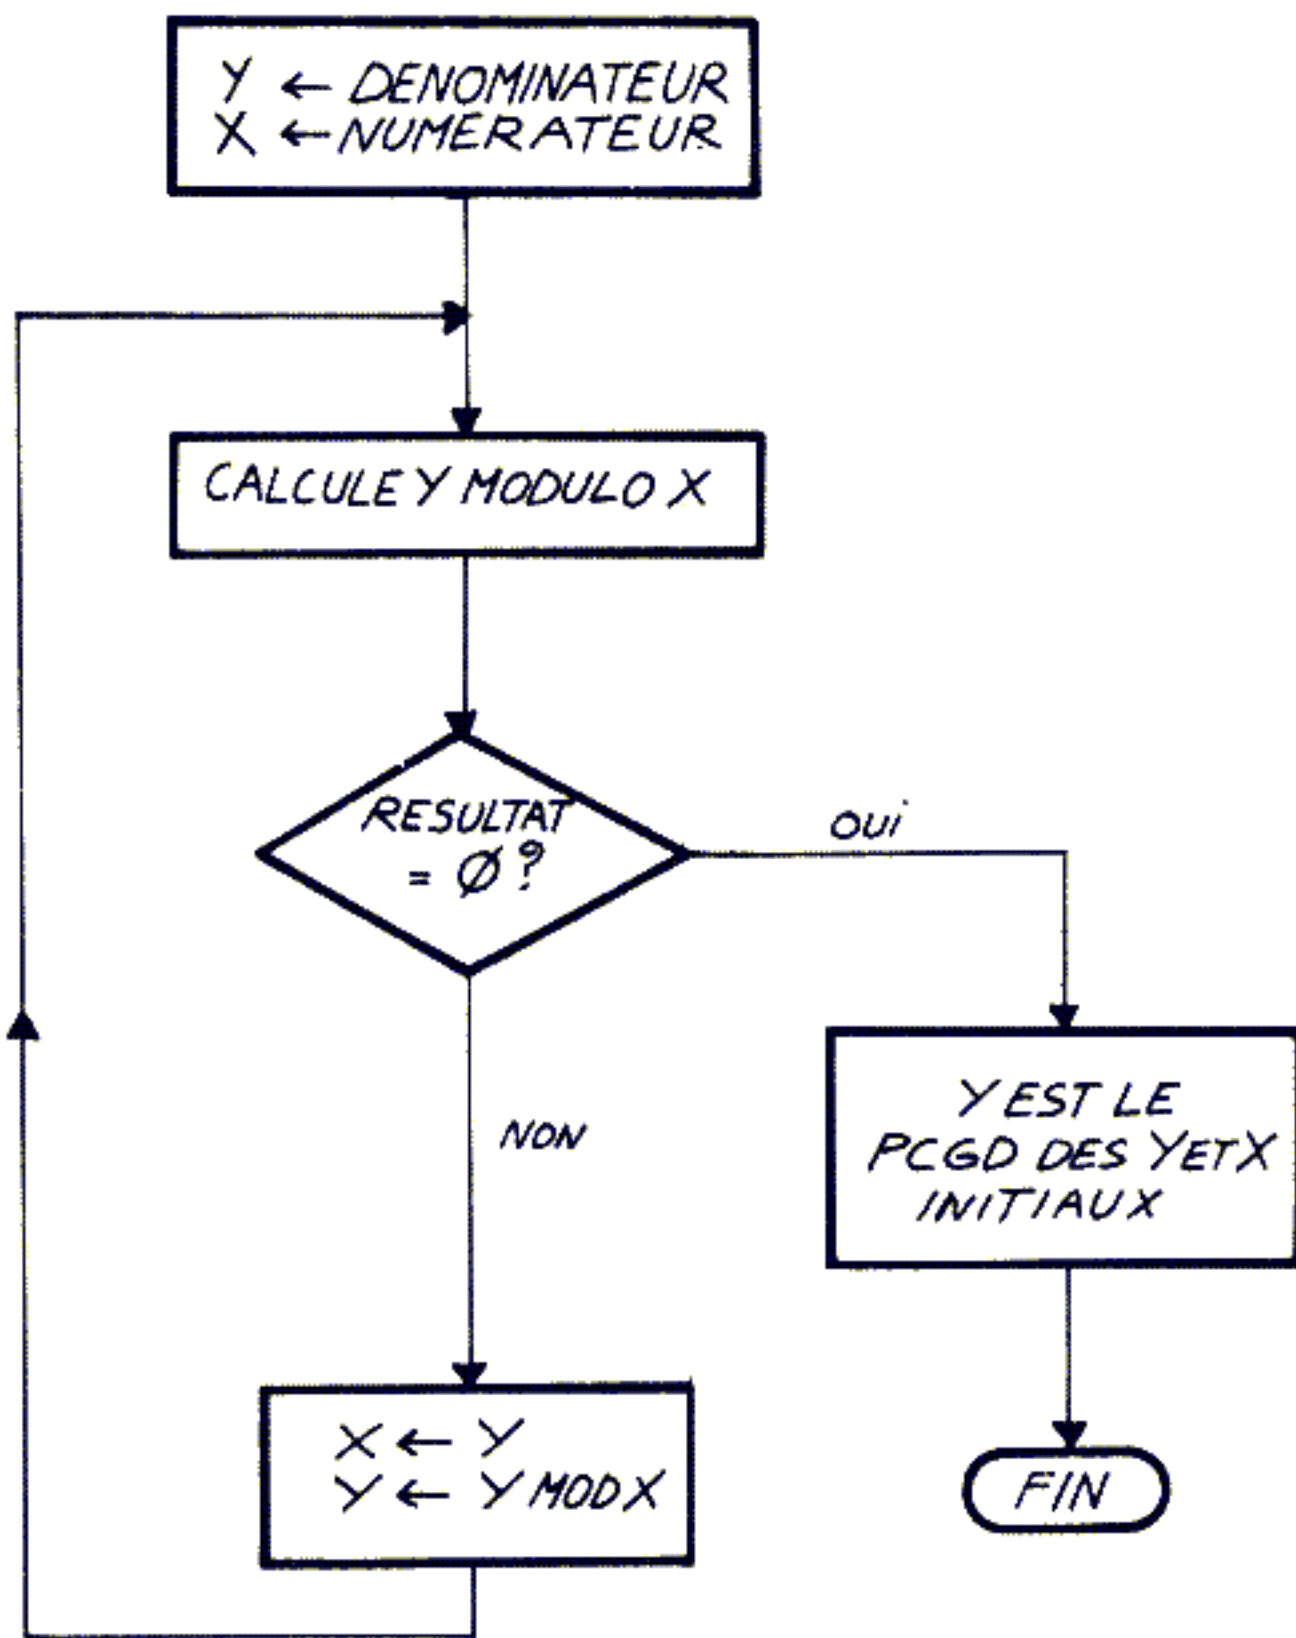 Y ← DENOMINATEUR
X ← NUMERATEUR
CALCULE Y MODULO X
RESULTAT
= Ø ?
OUi
NON
Y EST LE
PCGD DES Y ET X
INITIAUX
X ← Y
Y ← Y MOD X
FIN